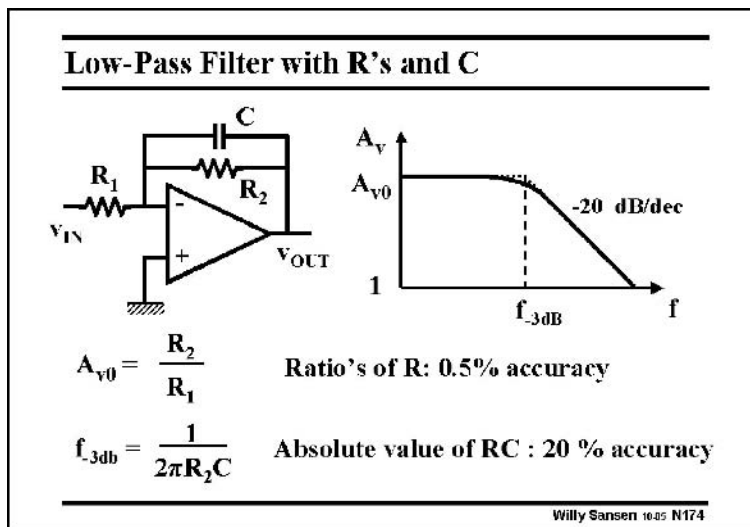 Low-Pass Filter with R's and C
C
R₂
R₁
-
+
vIN
vOUT
Av
Av0
-20 dB/dec
1
f-3dB
f
Av0 = R₂ / R₁
Ratio's of R: 0.5% accuracy
f-3db = 1 / 2πR₂C
Absolute value of RC : 20 % accuracy
Willy Sansen 10-05 N174